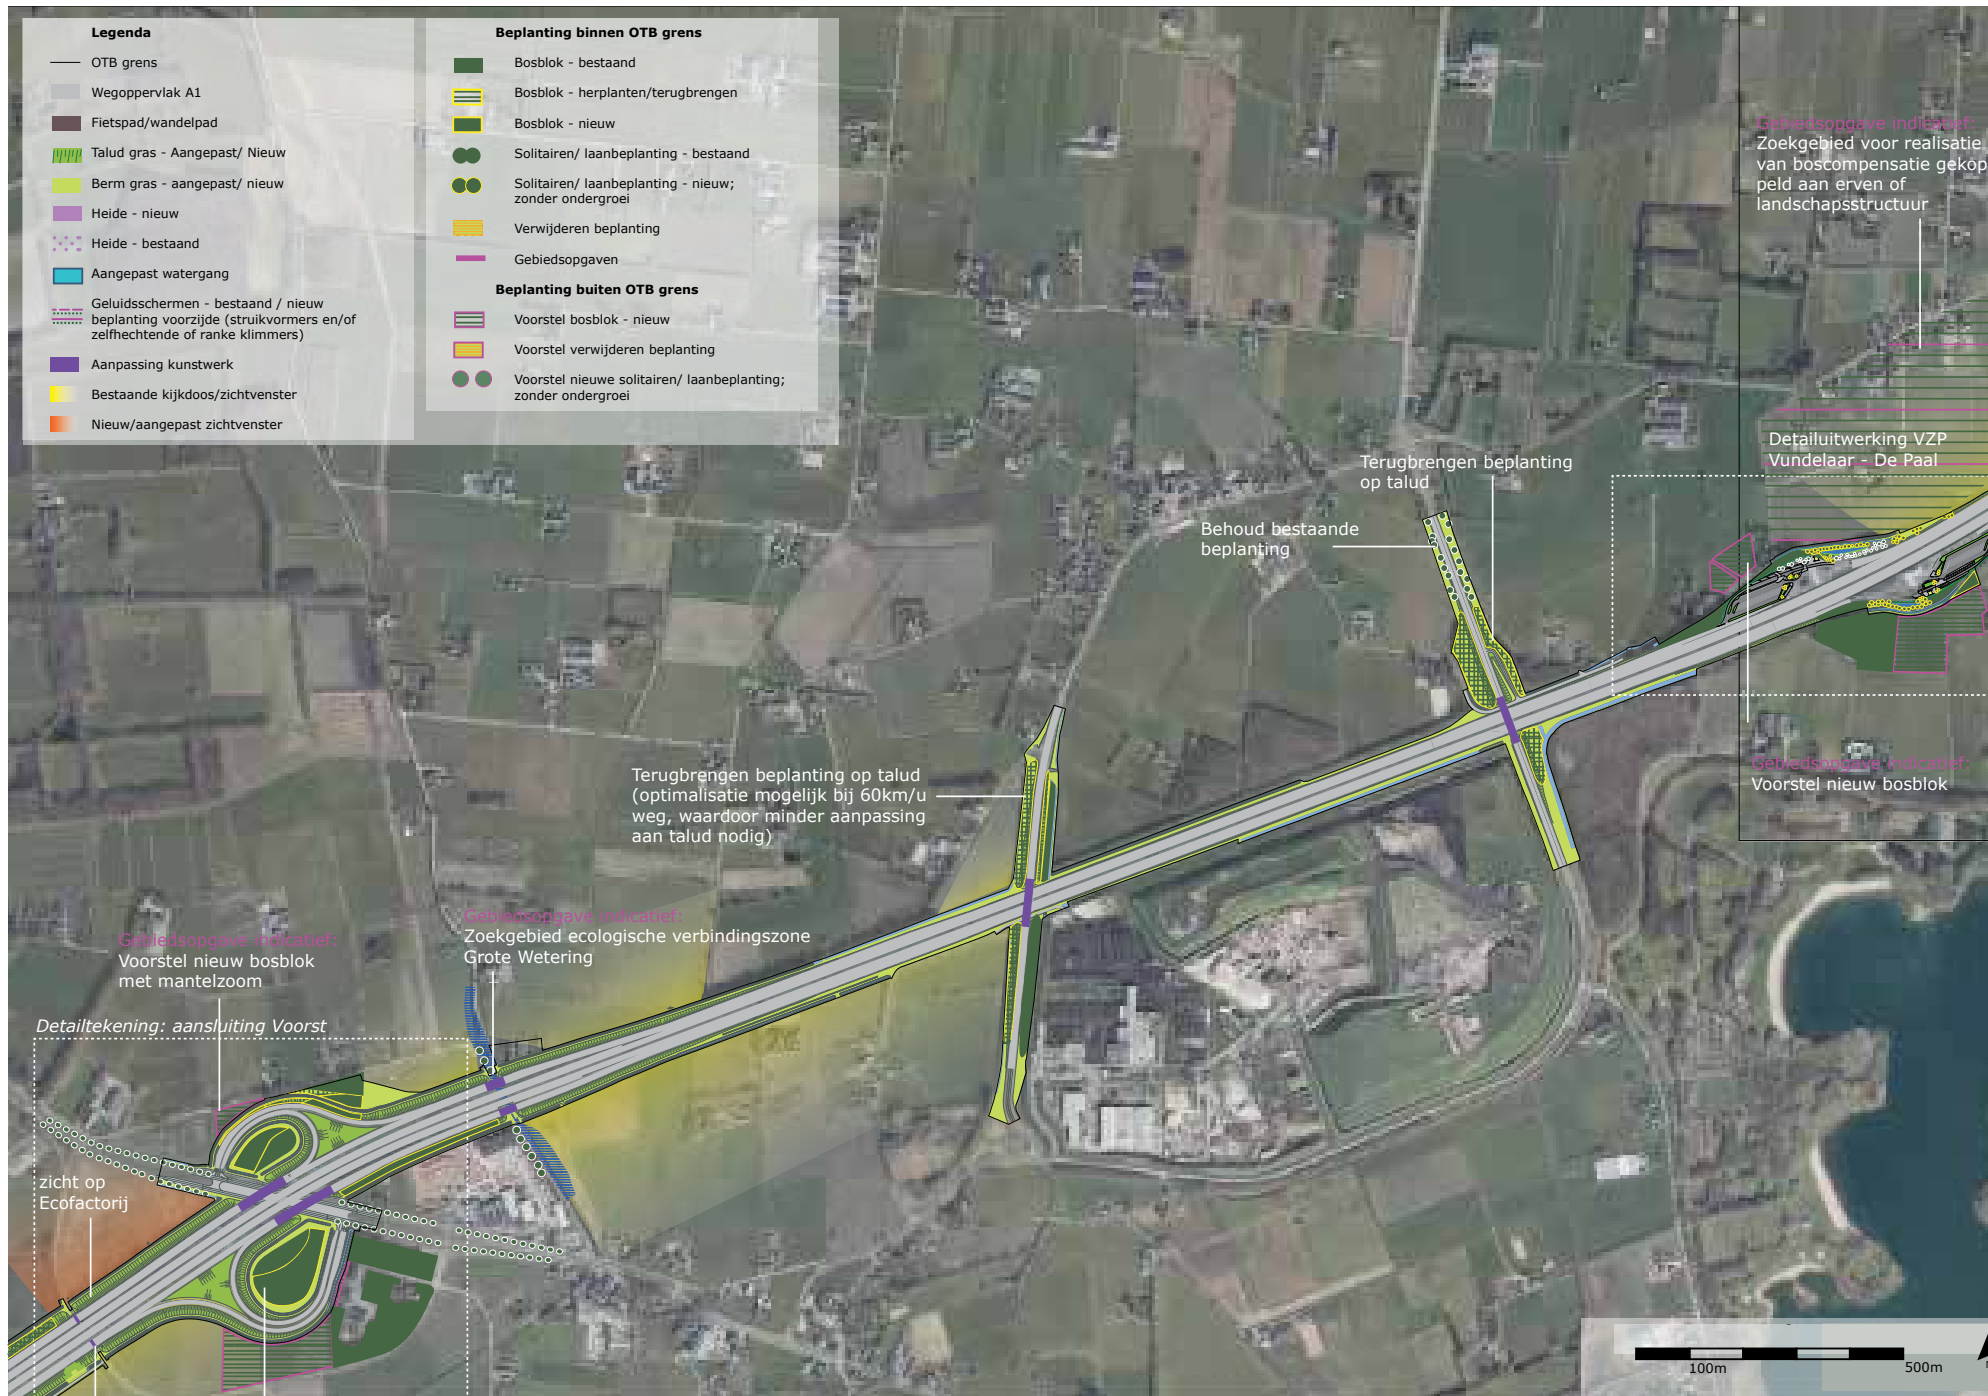 Legenda
OTB grens
Wegoppervlak A1
Fietspad/wandelpad
Talud gras - Aangepast/ Nieuw
Berm gras - aangepast/ nieuw
Heide - nieuw
Heide - bestaand
Aangepast watergang
Geluidsschermen - bestaand / nieuw
beplanting voorzijde (struikvormers en/of
zelfhechtende of ranke klimmers)
Aanpassing kunstwerk
Bestaande kijkdoos/zichtvenster
Nieuw/aangepast zichtvenster
Beplanting binnen OTB grens
Bosblok - bestaand
Bosblok - herplanten/terugbrengen
Bosblok - nieuw
Solitairen/ laanbeplanting - bestaand
Solitairen/ laanbeplanting - nieuw;
zonder ondergroei
Verwijderen beplanting
Gebiedsopgaven
Beplanting buiten OTB grens
Voorstel bosblok - nieuw
Voorstel verwijderen beplanting
Voorstel nieuwe solitairen/ laanbeplanting;
zonder ondergroei
Gebiedsopgave indicatief:
Zoekgebied voor realisatie
van boscompensatie gekop
peld aan erven of
landschapsstructuur
Detailuitwerking VZP
Vundelaar - De Paal
Terugbrengen beplanting
op talud
Behoud bestaande
beplanting
Gebiedsopgave indicatief:
Voorstel nieuw bosblok
Terugbrengen beplanting op talud
(optimalisatie mogelijk bij 60km/u
weg, waardoor minder aanpassing
aan talud nodig)
Gebiedsopgave indicatief:
Zoekgebied ecologische verbindingszone
Grote Wetering
Gebiedsopgave indicatief:
Voorstel nieuw bosblok
met mantelzoom
Detailtekening: aansluiting Voorst
zicht op
Ecofactorij
100m
500m